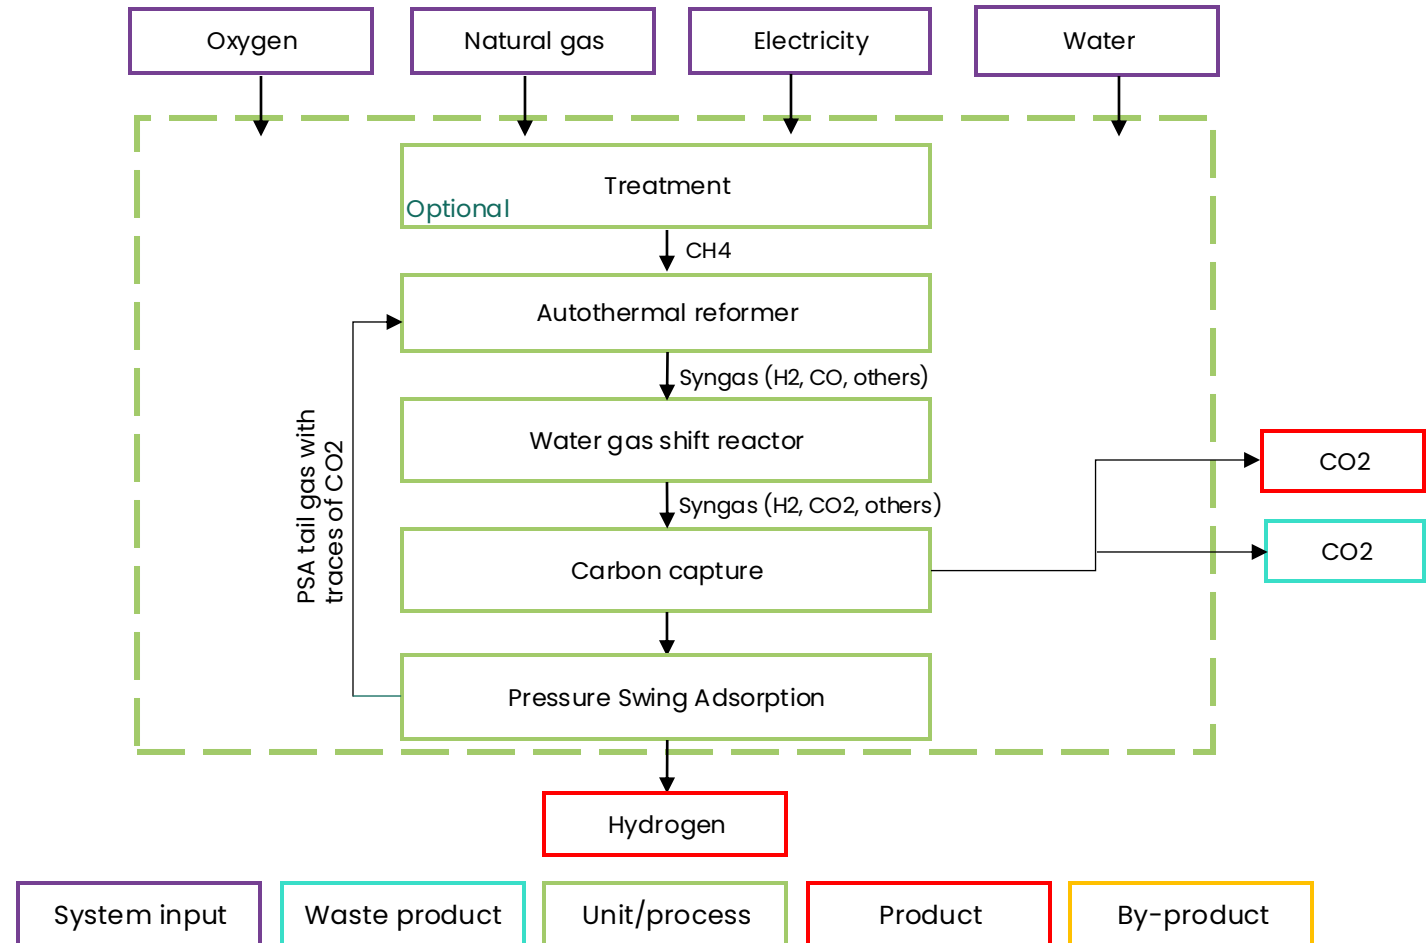 Oxygen
Natural gas
Electricity
Water
Treatment
Optional
CH4
Autothermal reformer
Syngas (H2, CO, others)
Water gas shift reactor
PSA tail gas with
traces of CO2
CO2
Syngas (H2, CO2, others)
CO2
Carbon capture
Pressure Swing Adsorption
Hydrogen
System input
Waste product
Unit/process
Product
By-product